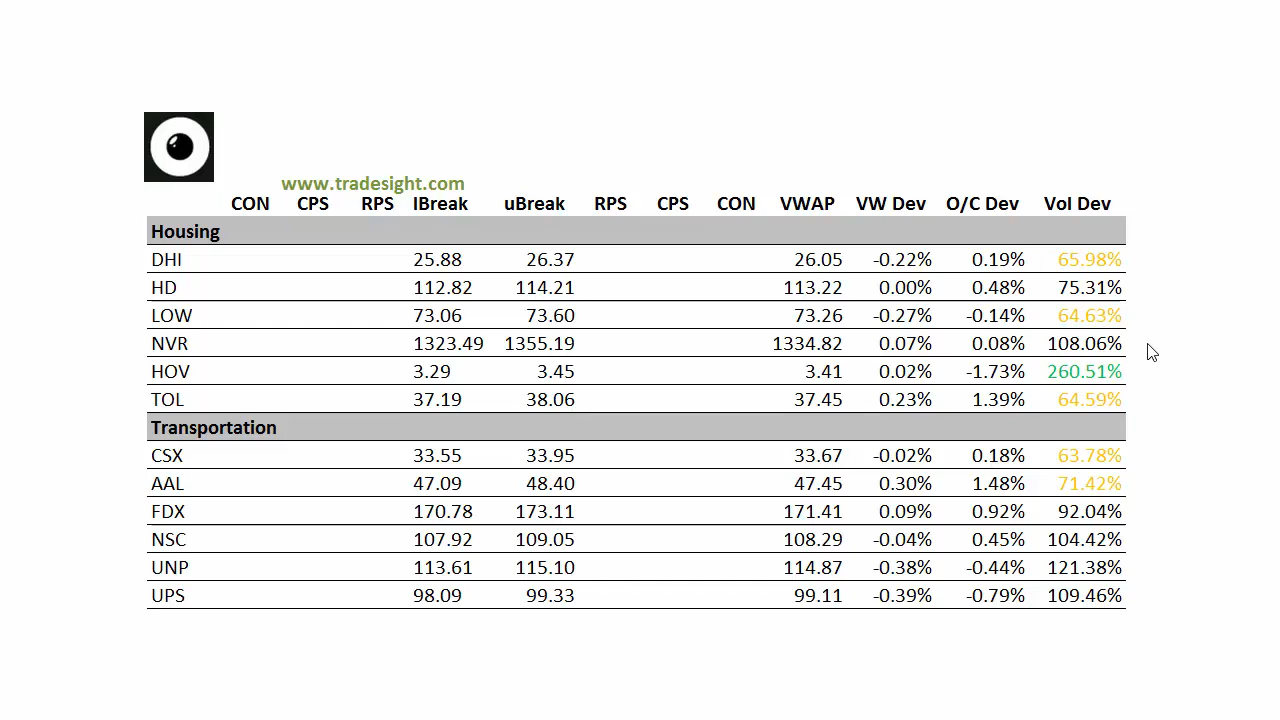 www.tradesight.com
CON CPS RPS lBreak uBreak RPS CPS CON VWAP VW Dev O/C Dev Vol Dev
Housing
DHI 25.88 26.37 26.05 -0.22% 0.19% 65.98%
HD 112.82 114.21 113.22 0.00% 0.48% 75.31%
LOW 73.06 73.60 73.26 -0.27% -0.14% 64.63%
NVR 1323.49 1355.19 1334.82 0.07% 0.08% 108.06%
HOV 3.29 3.45 3.41 0.02% -1.73% 260.51%
TOL 37.19 38.06 37.45 0.23% 1.39% 64.59%
Transportation
CSX 33.55 33.95 33.67 -0.02% 0.18% 63.78%
AAL 47.09 48.40 47.45 0.30% 1.48% 71.42%
FDX 170.78 173.11 171.41 0.09% 0.92% 92.04%
NSC 107.92 109.05 108.29 -0.04% 0.45% 104.42%
UNP 113.61 115.10 114.87 -0.38% -0.44% 121.38%
UPS 98.09 99.33 99.11 -0.39% -0.79% 109.46%